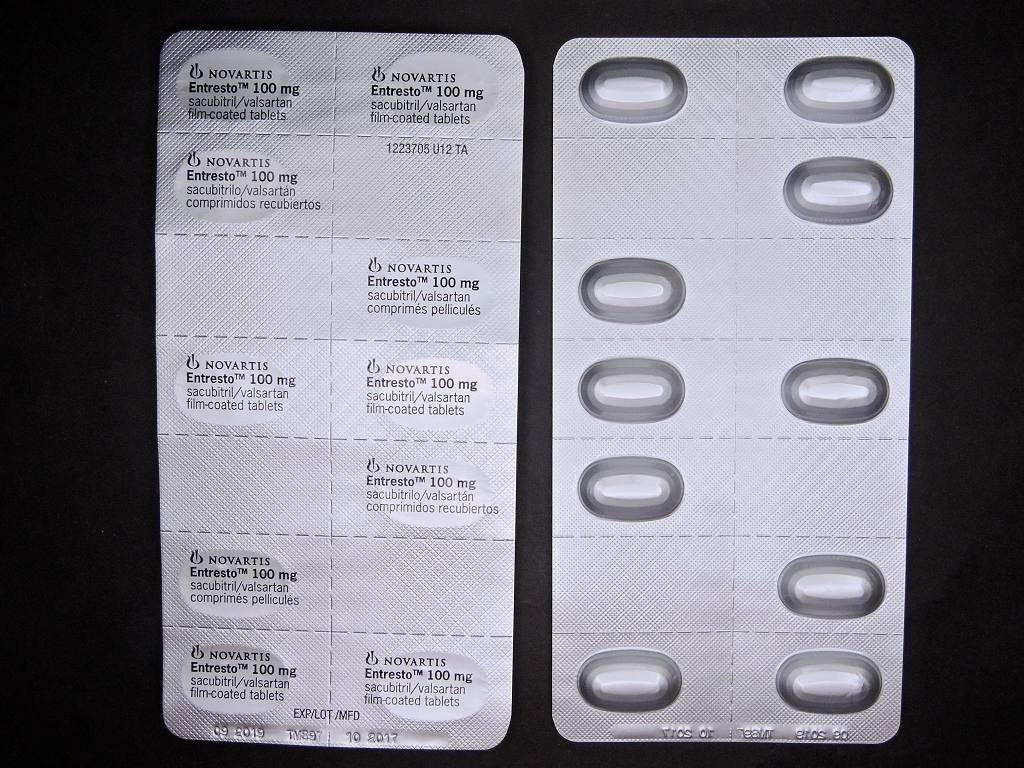 NOVARTIS
Entresto™ 100 mg
sacubitril/valsartan
film-coated tablets
NOVARTIS
Entresto™ 100 mg
sacubitril/valsartan
film-coated tablets
1223705 U12 TA
NOVARTIS
Entresto™ 100 mg
sacubitrilo/valsartán
comprimidos recubiertos
NOVARTIS
Entresto™ 100 mg
sacubitril/valsartan
comprimés pelliculés
NOVARTIS
Entresto™ 100 mg
sacubitril/valsartan
film-coated tablets
NOVARTIS
Entresto™ 100 mg
sacubitril/valsartan
film-coated tablets
NOVARTIS
Entresto™ 100 mg
sacubitrilo/valsartán
comprimidos recubiertos
NOVARTIS
Entresto™ 100 mg
sacubitril/valsartan
comprimés pelliculés
NOVARTIS
Entresto™ 100 mg
sacubitril/valsartan
film-coated tablets
NOVARTIS
Entresto™ 100 mg
sacubitril/valsartan
film-coated tablets
EXP/LOT/MFD
09 2019 10 2017